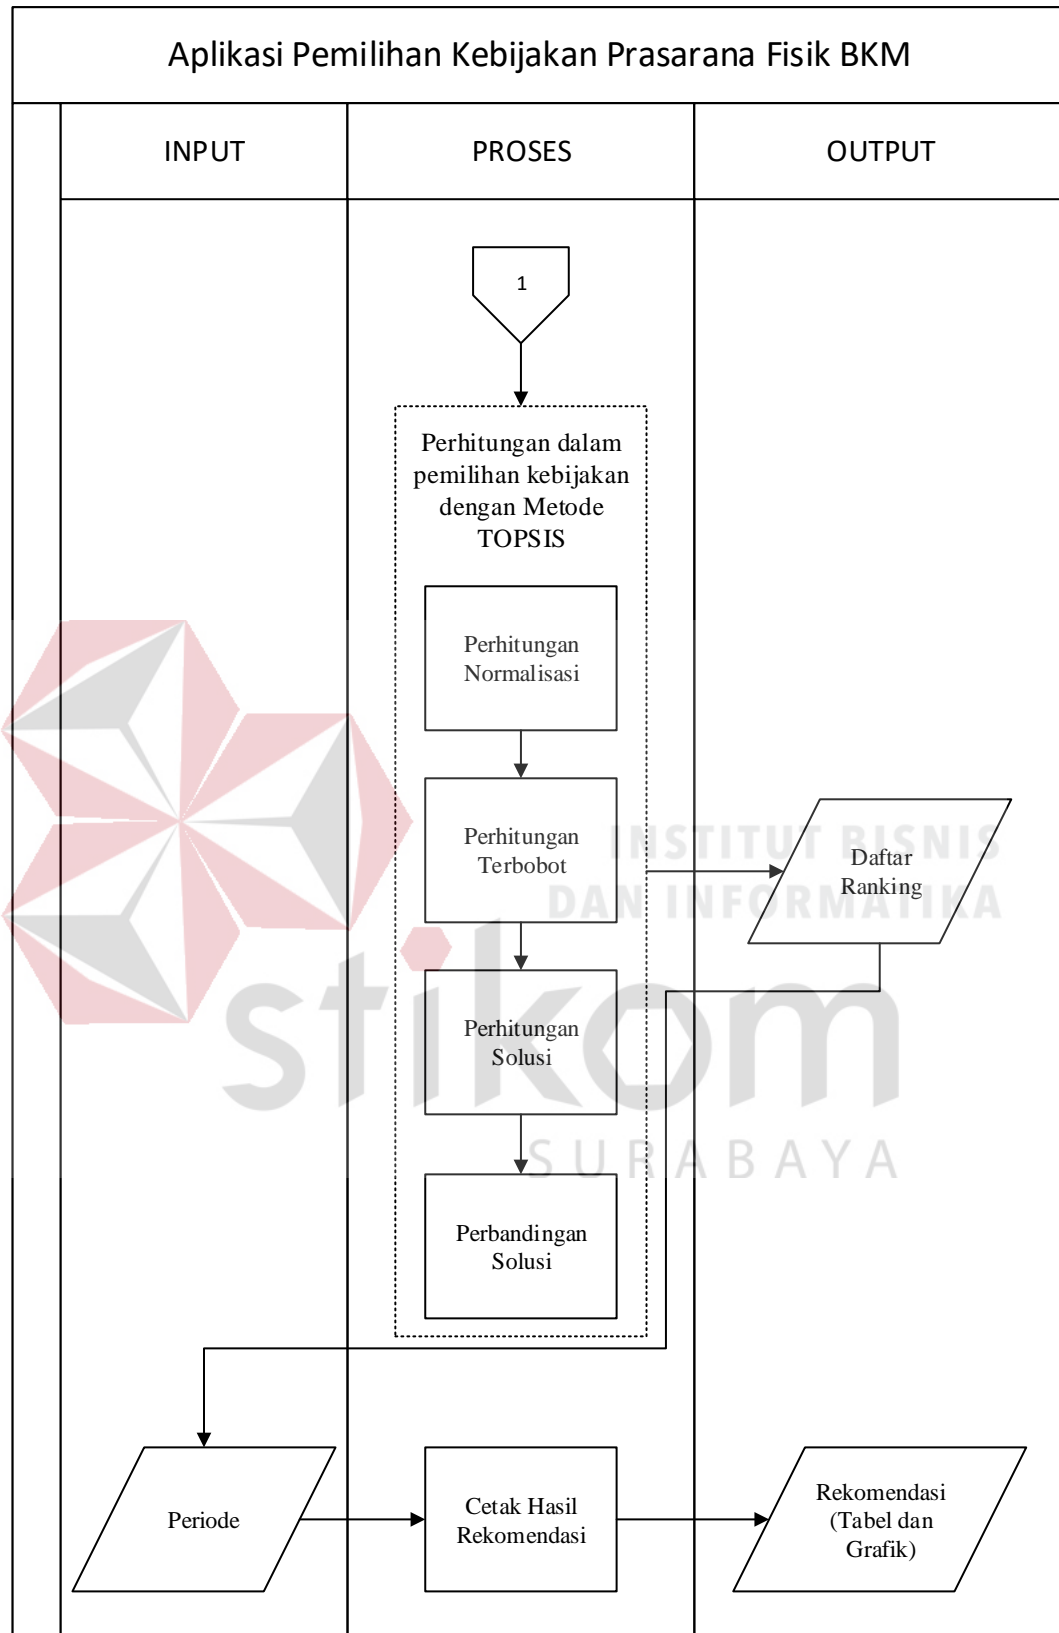 Aplikasi Pemilihan Kebijakan Prasarana Fisik BKM
INPUT
PROSES
OUTPUT
1
Perhitungan dalam
pemilihan kebijakan
dengan Metode
TOPSIS
Perhitungan
Normalisasi
Perhitungan
Terbobot
INSTITUT BISNIS
DAN INFORMATIKA
Daftar
Ranking
stikom
Perhitungan
Solusi
SURABAYA
Perbandingan
Solusi
Periode
Cetak Hasil
Rekomendasi
Rekomendasi
(Tabel dan
Grafik)